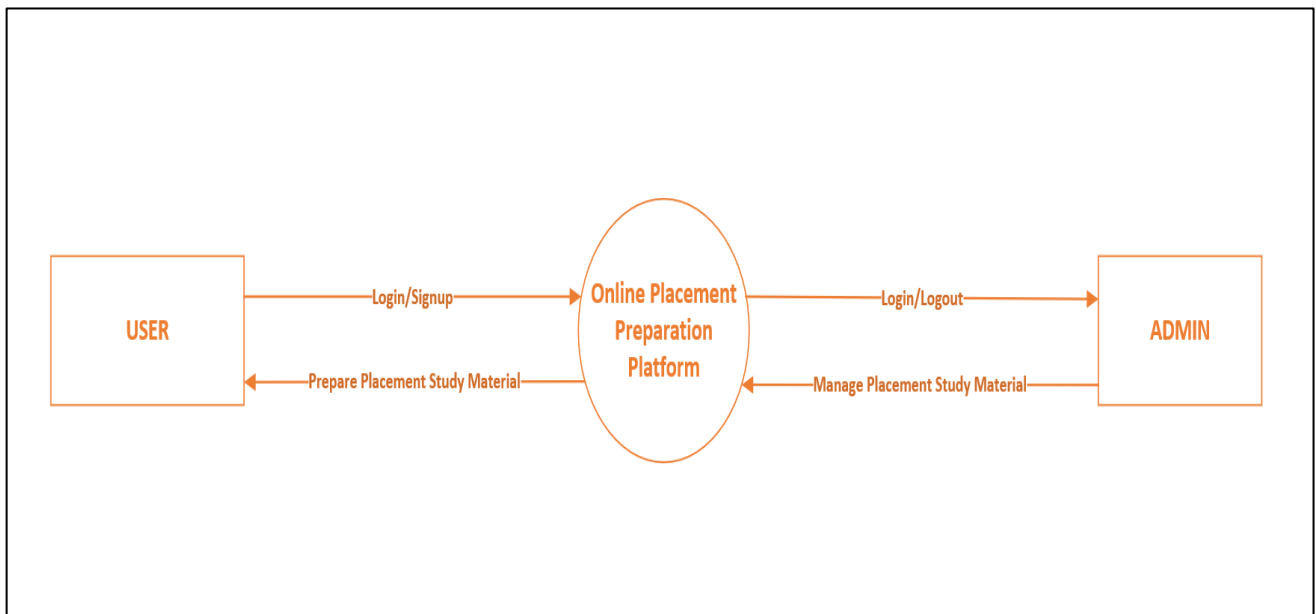 USER
Login/Signup
Prepare Placement Study Material
Online Placement
Preparation
Platform
Login/Logout
Manage Placement Study Material
ADMIN